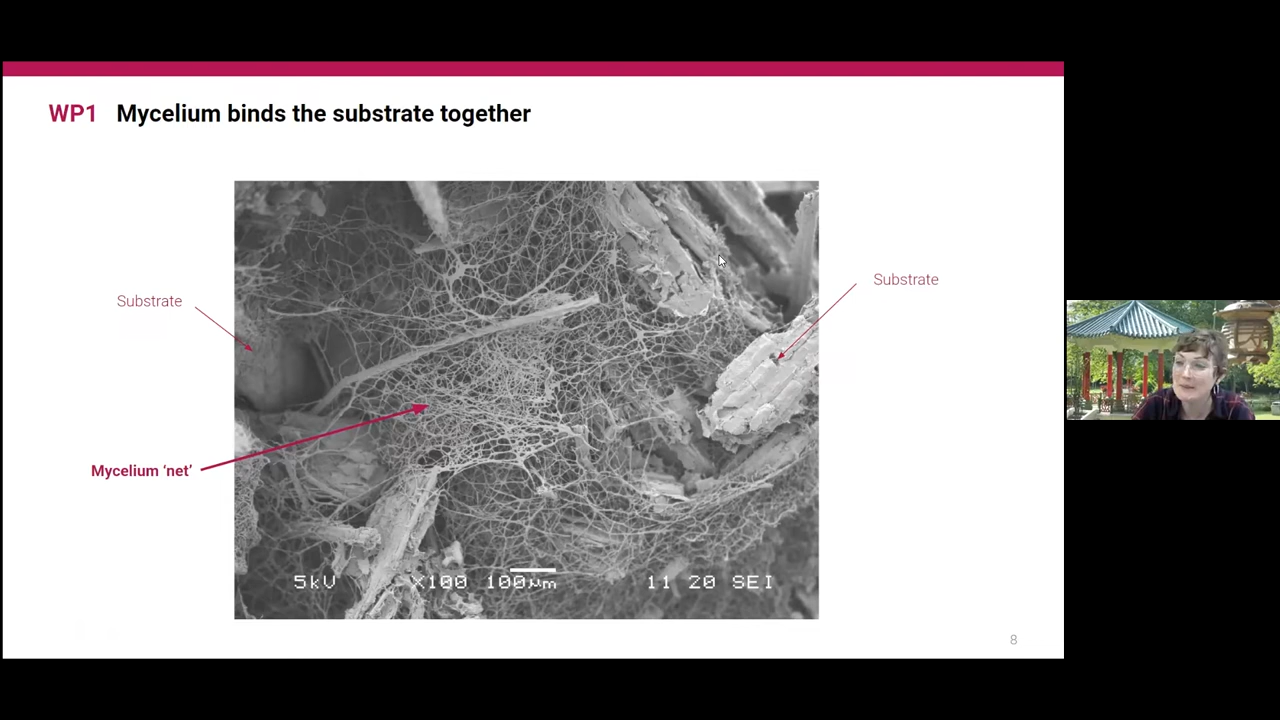 WP1 Mycelium binds the substrate together
Substrate
Substrate
Mycelium ‘net’
5kV X100 100µm 11 20 SEI
8